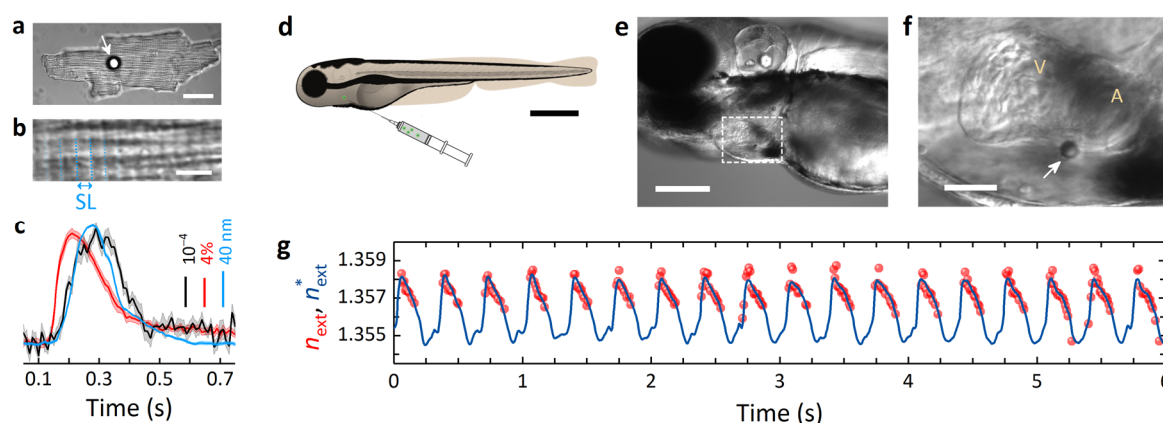 a
b
SL
c
10⁻⁴
4%
40 nm
0.1 0.3 0.5 0.7
Time (s)
d
e
f
V
A
g
n_ext, n*_ext
1.359
1.357
1.355
0 1 2 3 4 5 6
Time (s)